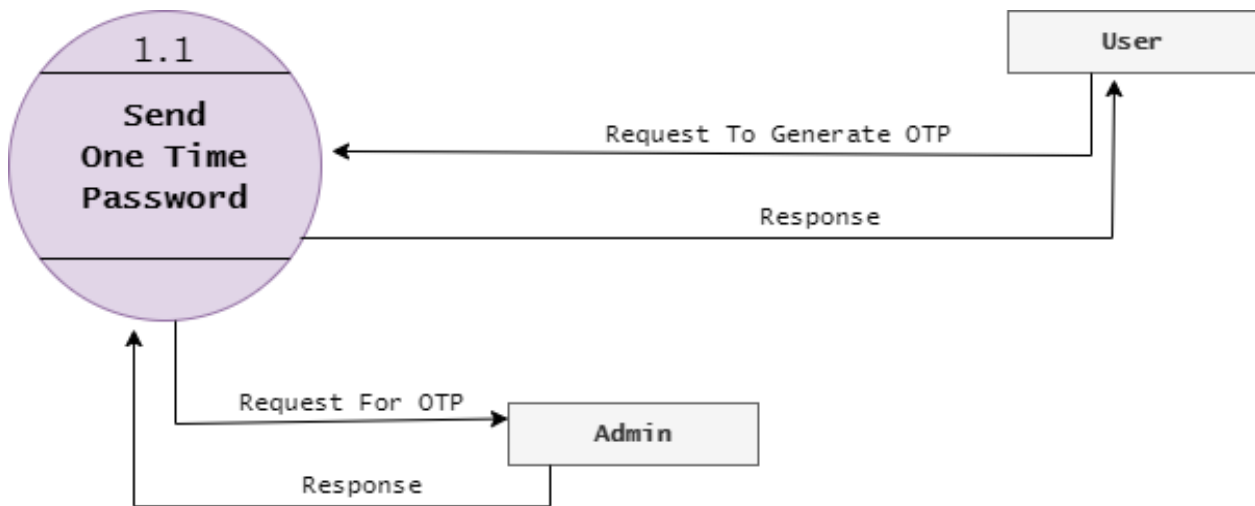 1.1
Send
One Time
Password
User
Request To Generate OTP
Response
Request For OTP
Admin
Response